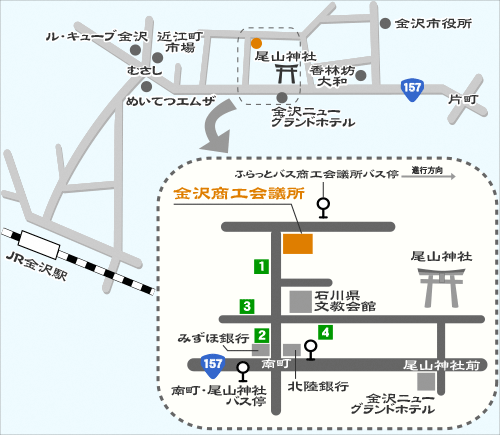 金沢市役所
ル・キューブ金沢
近江町
市場
尾山神社
むさし
香林坊
大和
めいてつエムザ
157
片町
金沢ニュー
グランドホテル
ふらっとバス商工会議所バス停
進行方向
金沢商工会議所
JR金沢駅
尾山神社
1
石川県
文教会館
3
2
4
みずほ銀行
157
南町
尾山神社前
南町・尾山神社
バス停
北陸銀行
金沢ニュー
グランドホテル